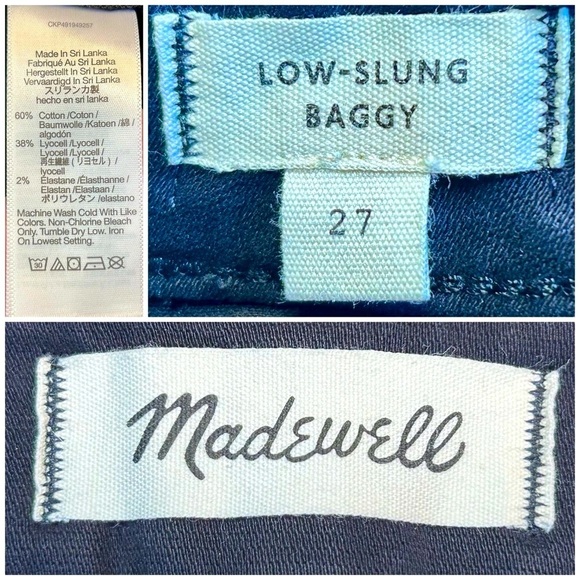 CKP491949257
Made In Sri Lanka
Fabriqué Au Sri Lanka
Hergestellt In Sri Lanka
Vervaardigd In Sri Lanka
スリランカ製
hecho en sri lanka
60% Cotton /Coton /
Baumwolle /Katoen /綿 /
algodón
38% Lyocell /Lyocell /
Lyocell /Lyocell /
再生繊維 ( リヨセル ) /
lyocell
2% Elastane /Élasthanne /
Elastan /Elastaan /
ポリウレタン /elastano
Machine Wash Cold With Like
Colors. Non-Chlorine Bleach
Only. Tumble Dry Low. Iron
On Lowest Setting.
30
LOW-SLUNG
BAGGY
27
Madewell